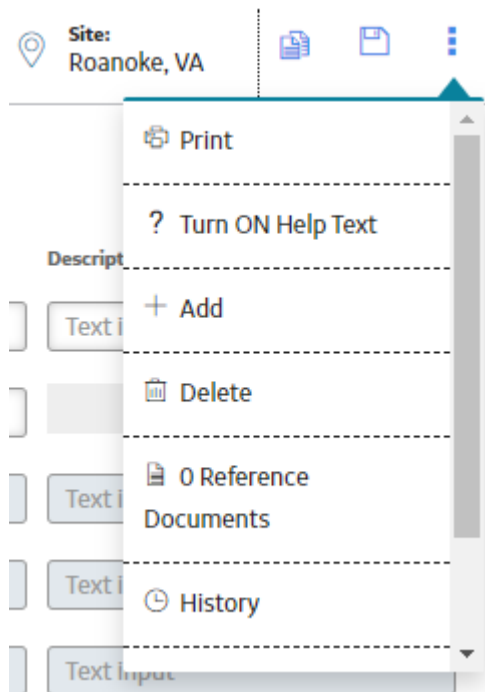 Site:
Roanoke, VA
Print
? Turn ON Help Text
Descript
Add
Text i
Delete
0 Reference
Documents
Text i
Text i
History
Text input